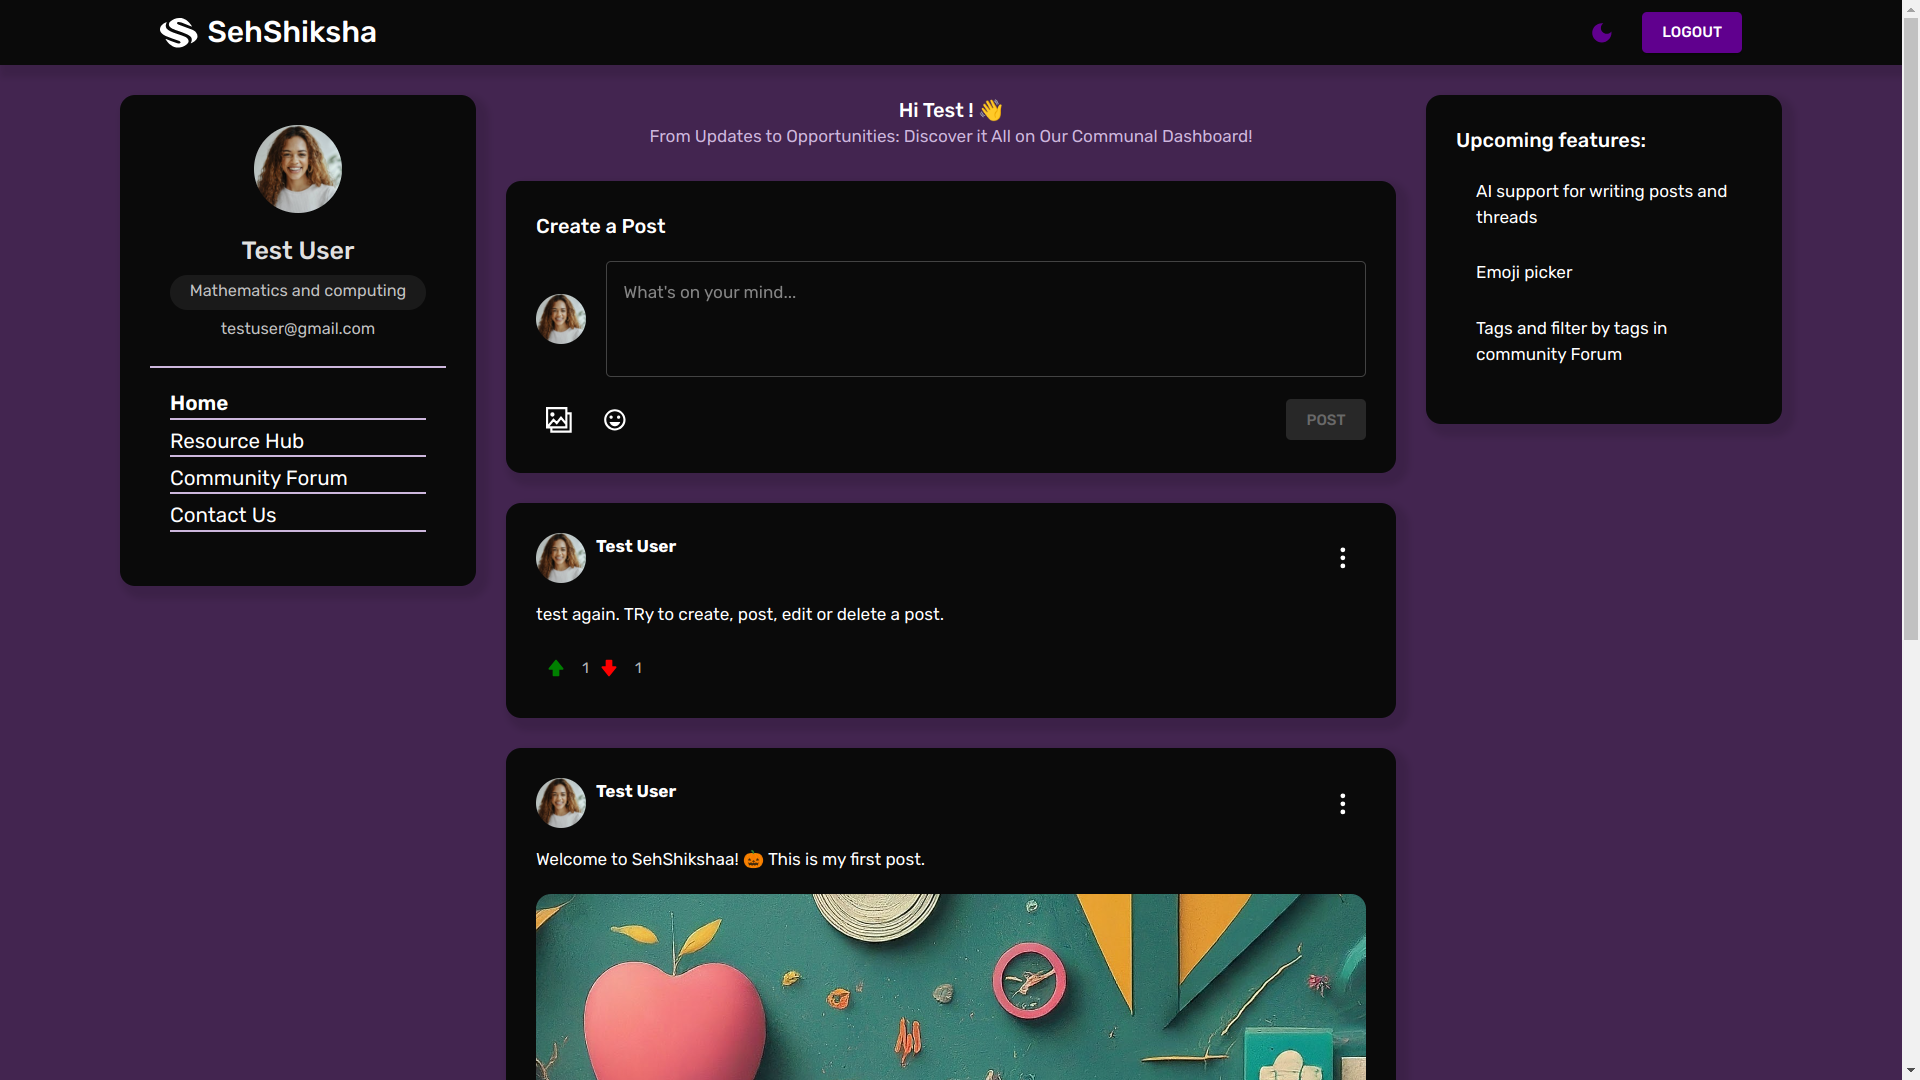 SehShiksha
LOGOUT
Test User
Mathematics and computing
testuser@gmail.com
Home
Resource Hub
Community Forum
Contact Us
Hi Test ! 👋
From Updates to Opportunities: Discover it All on Our Communal Dashboard!
Create a Post
What's on your mind...
POST
Test User
test again. TRy to create, post, edit or delete a post.
1 1
Test User
Welcome to SehShikshaa! 🎃 This is my first post.
Upcoming features:
AI support for writing posts and
threads
Emoji picker
Tags and filter by tags in
community Forum